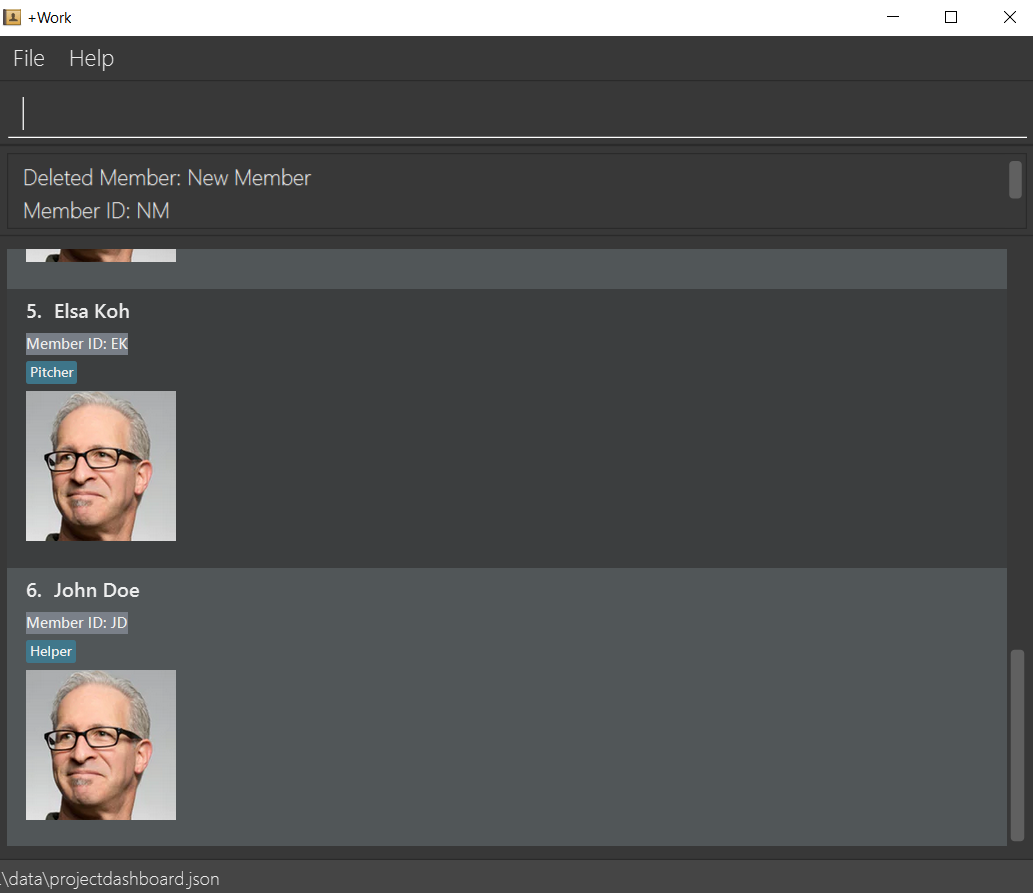 +Work
File Help
Deleted Member: New Member
Member ID: NM
5. Elsa Koh
Member ID: EK
Pitcher
6. John Doe
Member ID: JD
Helper
.\data\projectdashboard.json